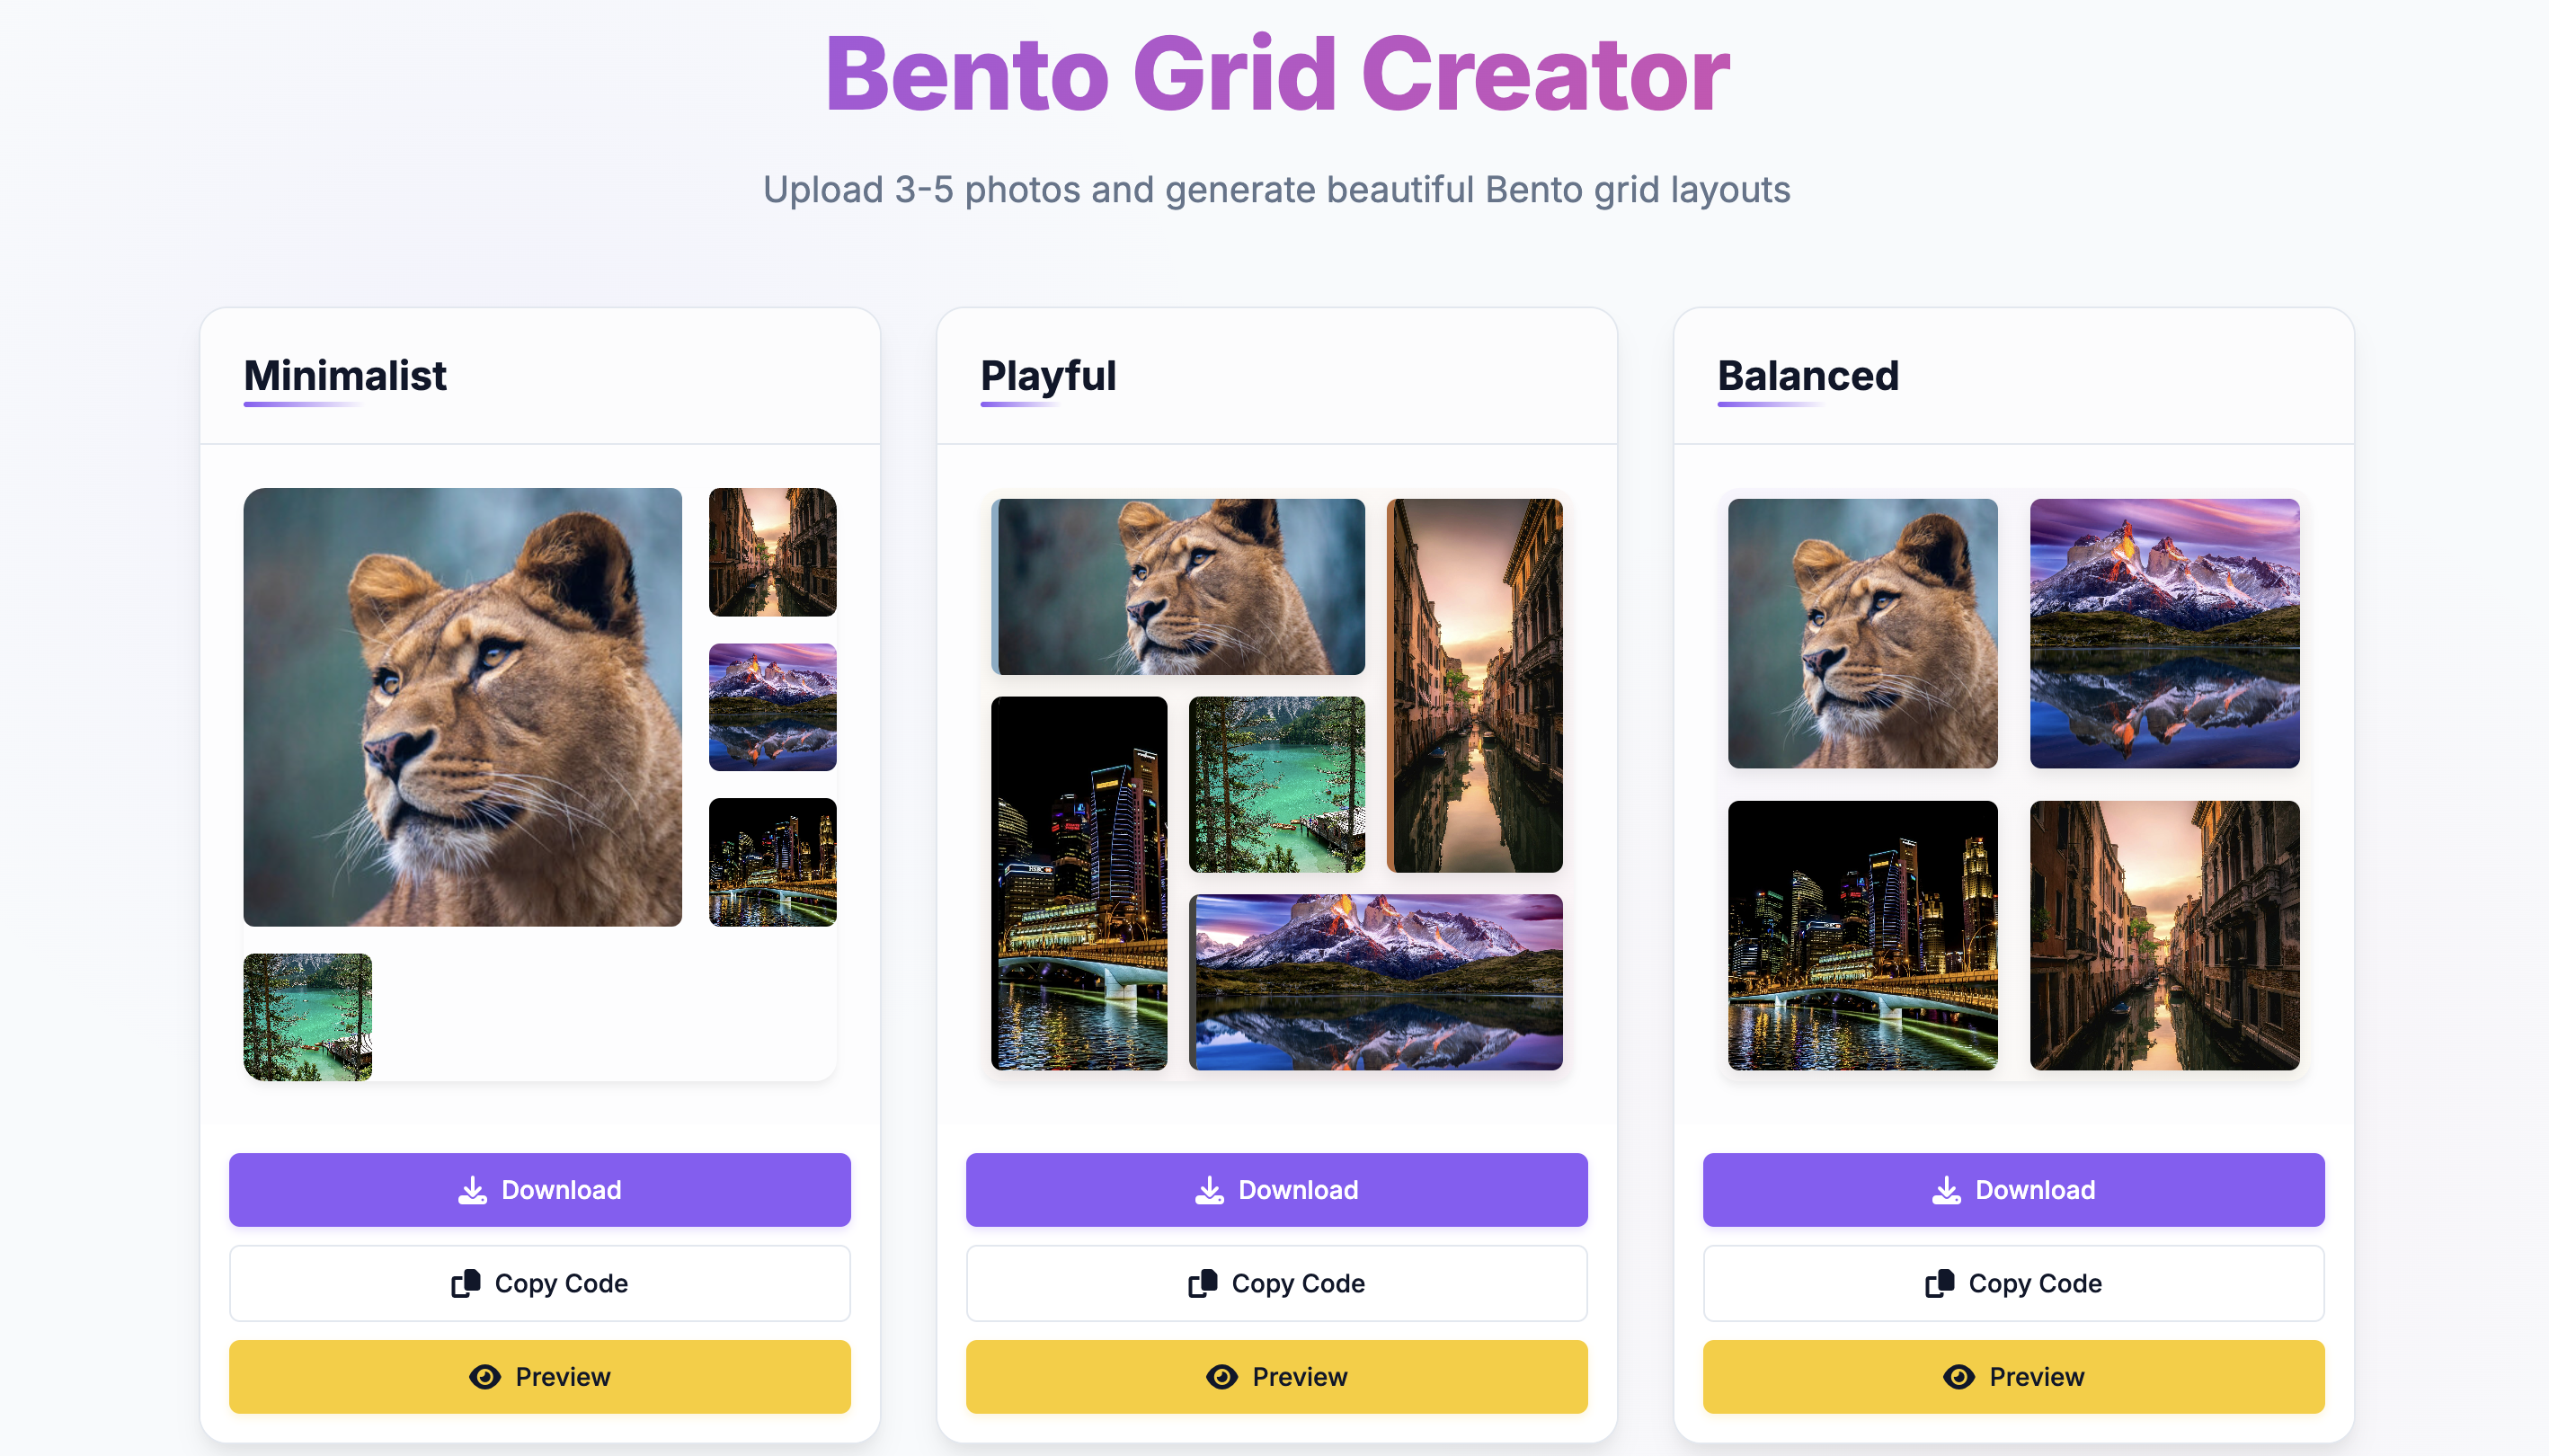 Bento Grid Creator
Upload 3-5 photos and generate beautiful Bento grid layouts
Minimalist
Playful
Balanced
Download
Download
Download
Copy Code
Copy Code
Copy Code
Preview
Preview
Preview